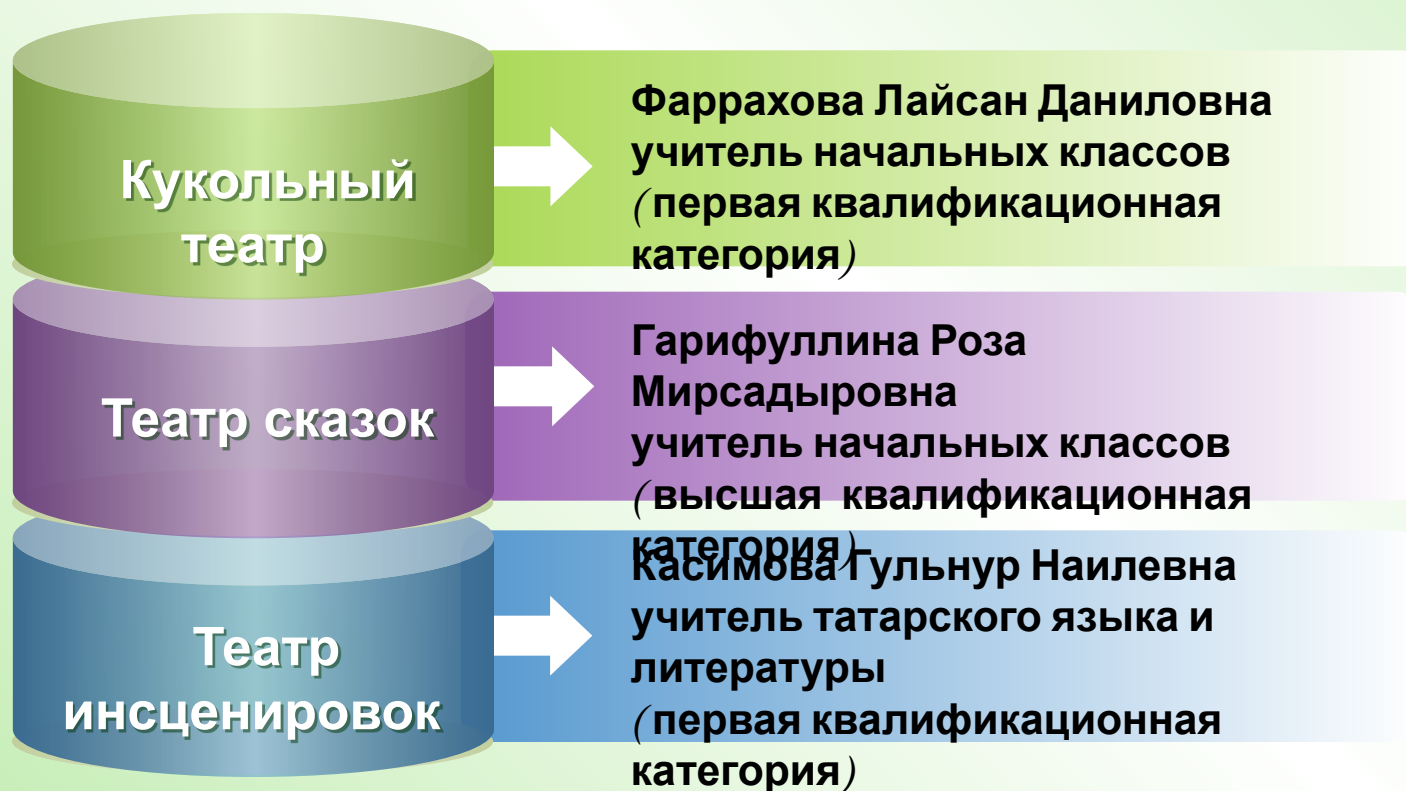 Кукольный
театр
Фаррахова Лайсан Даниловна
учитель начальных классов
(первая квалификационная
категория)
Театр сказок
Гарифуллина Роза
Мирсадыровна
учитель начальных классов
(высшая  квалификационная
категория)
Театр
инсценировок
Касимова Гульнур Наилевна
учитель татарского языка и
литературы
(первая квалификационная
категория)